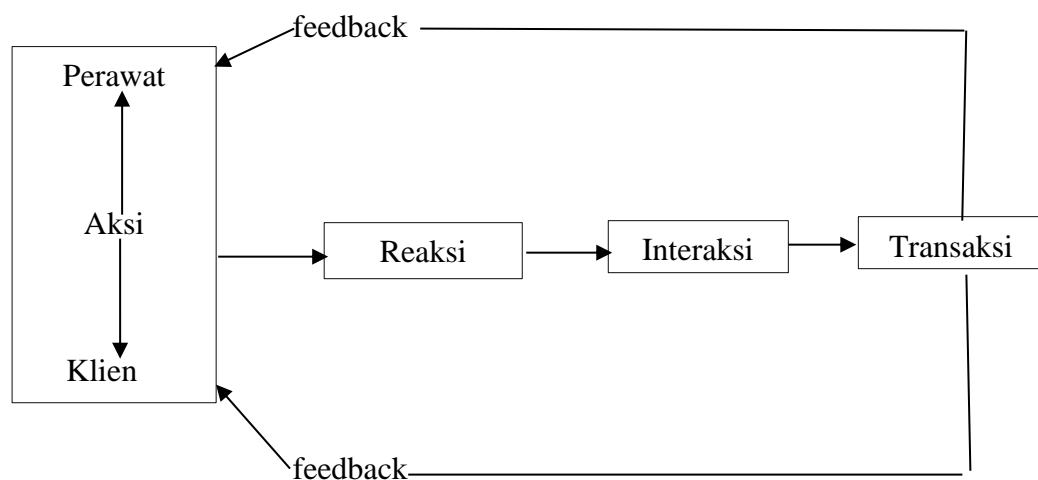 feedback
Perawat
Aksi
Reaksi
Interaksi
Transaksi
Klien
feedback